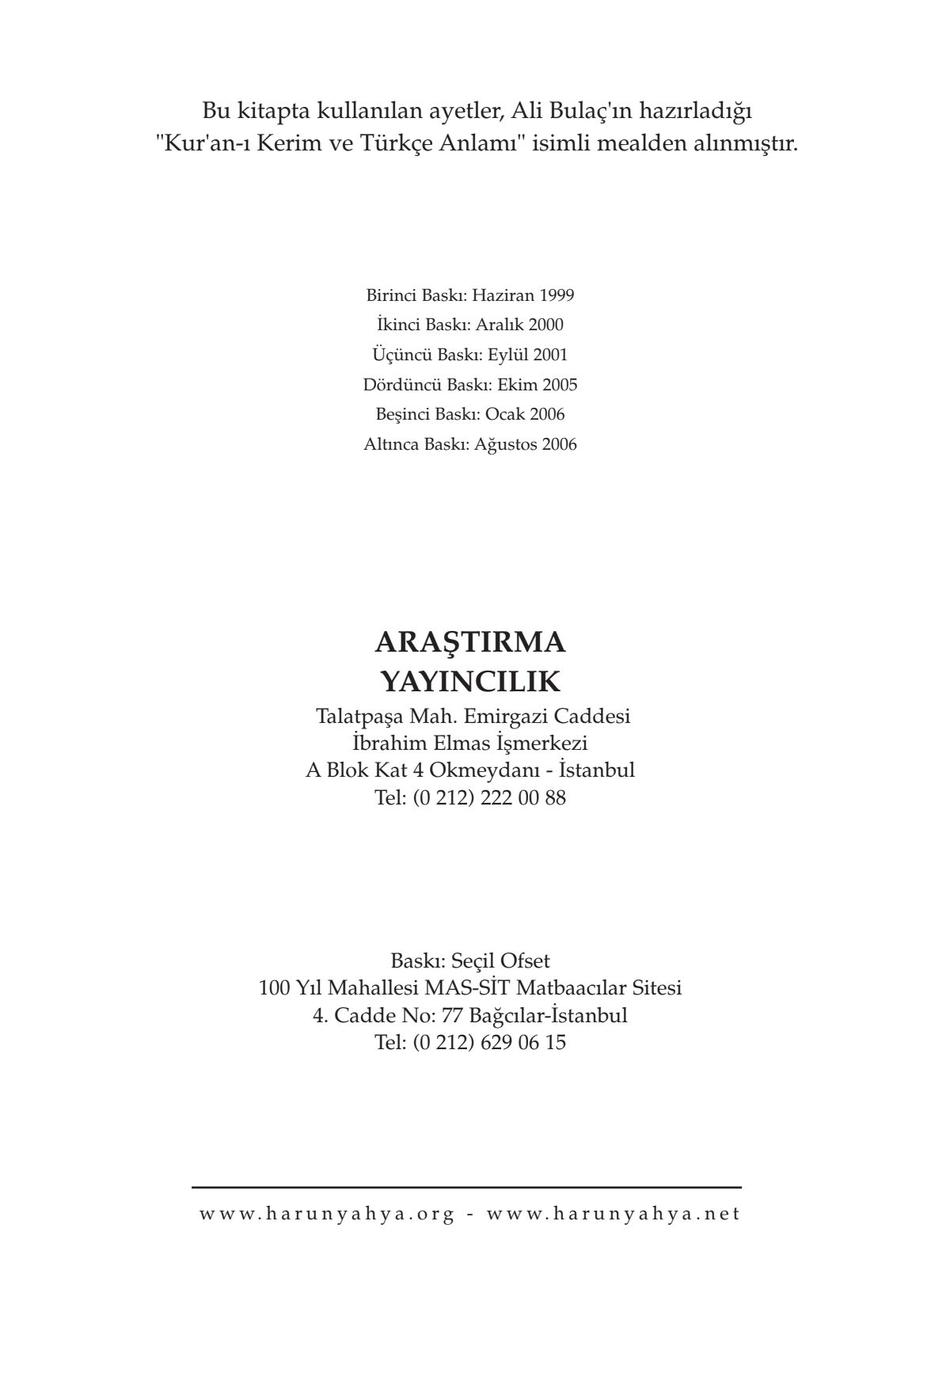 Bu kitapta kullanılan ayetler, Ali Bulaç'ın hazırladığı
"Kur'an-ı Kerim ve Türkçe Anlamı" isimli mealden alınmıştır.
Birinci Baskı: Haziran 1999
İkinci Baskı: Aralık 2000
Üçüncü Baskı: Eylül 2001
Dördüncü Baskı: Ekim 2005
Beşinci Baskı: Ocak 2006
Altınca Baskı: Ağustos 2006
ARAŞTIRMA
YAYINCILIK
Talatpaşa Mah. Emirgazi Caddesi
İbrahim Elmas İşmerkezi
A Blok Kat 4 Okmeydanı - İstanbul
Tel: (0 212) 222 00 88
Baskı: Seçil Ofset
100 Yıl Mahallesi MAS-SİT Matbaacılar Sitesi
4. Cadde No: 77 Bağcılar-İstanbul
Tel: (0 212) 629 06 15
www.harunyahya.org - www.harunyahya.net